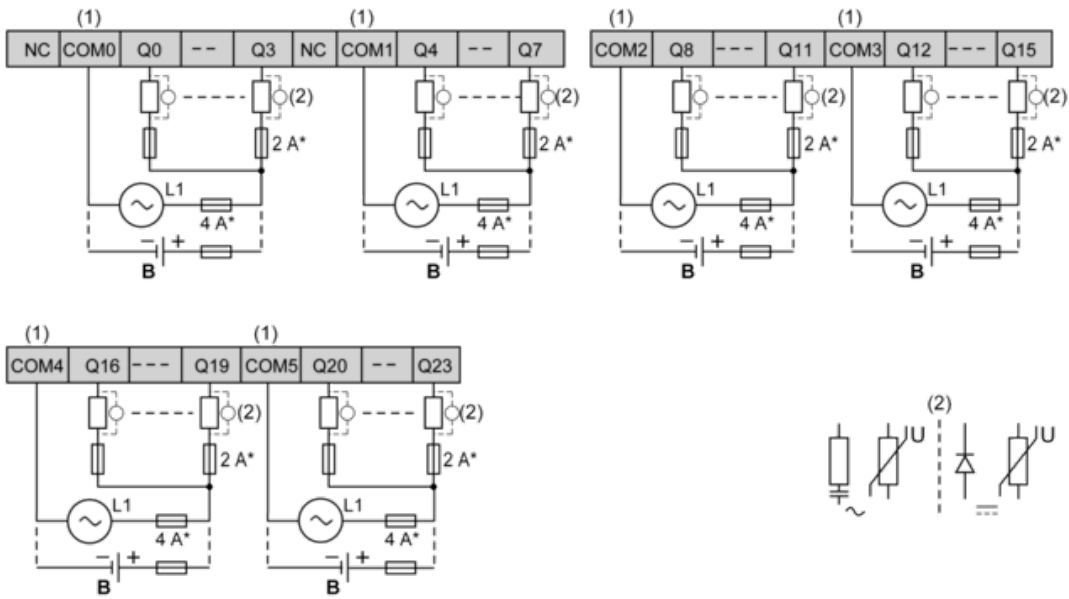 (1) (1) (1) (1)
NC COM0 Q0 -- Q3 NC COM1 Q4 -- Q7 COM2 Q8 --- Q11 COM3 Q12 ---- Q15
(2) (2) (2) (2)
2 A* 2 A* 2 A* 2 A*
L1 L1 L1 L1
4 A* 4 A* 4 A* 4 A*
− + − + − + − +
B B B B
(1) (1)
COM4 Q16 ---- Q19 COM5 Q20 -- Q23
(2) (2)
2 A* 2 A*
L1 L1
4 A* 4 A*
− + − +
B B
(2)
U U